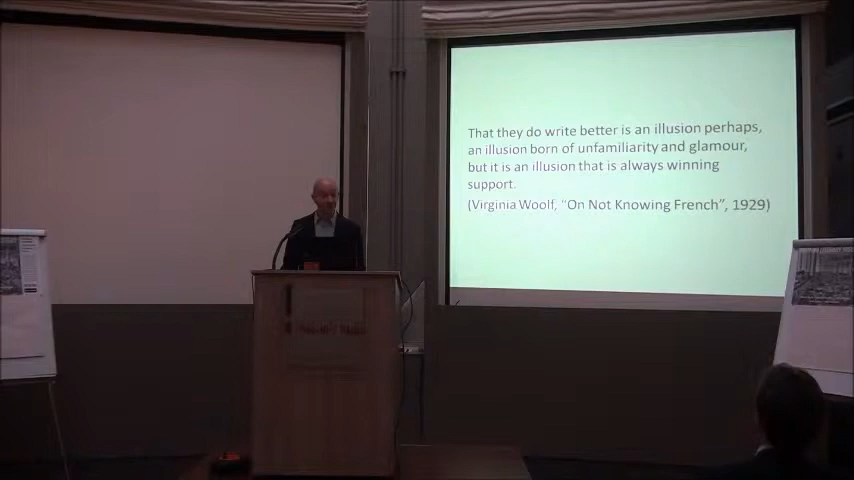 That they do write better is an illusion perhaps,
an illusion born of unfamiliarity and glamour,
but it is an illusion that is always winning
support.
(Virginia Woolf, “On Not Knowing French”, 1929)